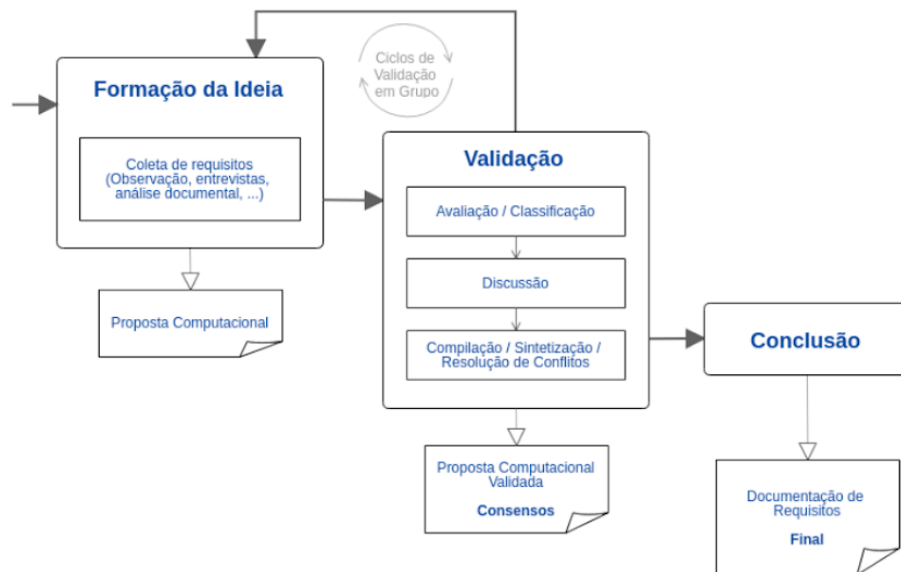 Ciclos de
Validação
em Grupo
Formação da Ideia
Coleta de requisitos
(Observação, entrevistas,
análise documental, ...)
Proposta Computacional
Validação
Avaliação / Classificação
Discussão
Compilação / Sintetização /
Resolução de Conflitos
Proposta Computacional
Validada
Consensos
Conclusão
Documentação de
Requisitos
Final